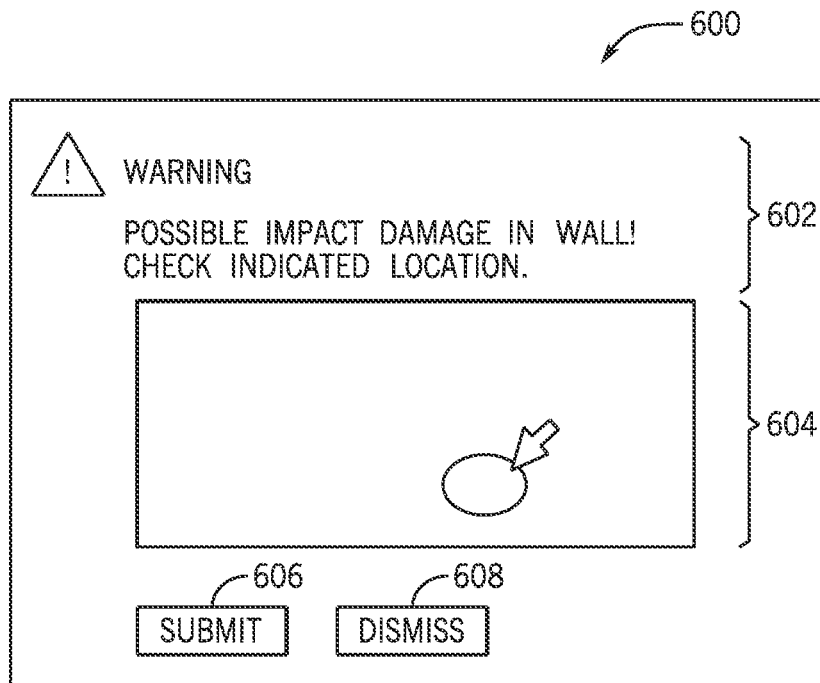 600
! WARNING
POSSIBLE IMPACT DAMAGE IN WALL!
CHECK INDICATED LOCATION.
602
604
606
608
SUBMIT
DISMISS